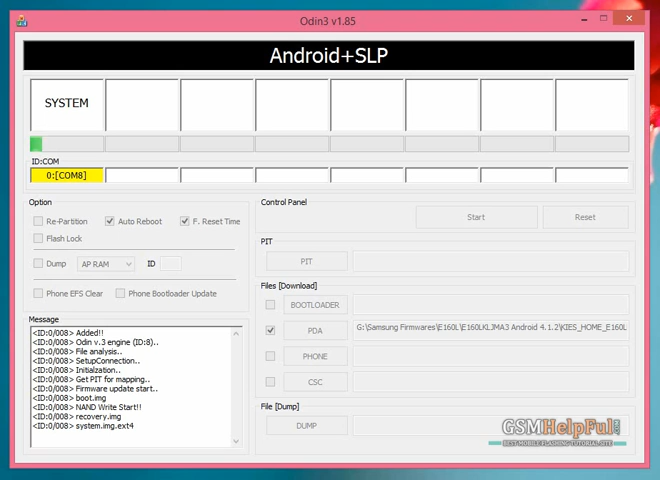 Odin3 v1.85
Android+SLP
SYSTEM
ID:COM
0:[COM8]
Option
Re-Partition
Auto Reboot
F. Reset Time
Flash Lock
Dump
AP RAM
ID
Phone EFS Clear
Phone Bootloader Update
Control Panel
Start
Reset
PIT
PIT
Files [Download]
BOOTLOADER
PDA
G:\Samsung Firmwares\E160L\E160LKLJMA3 Android 4.1.2\KIES_HOME_E160L
PHONE
CSC
File [Dump]
DUMP
Message
<ID:0/008> Added!!
<ID:0/008> Odin v.3 engine (ID:8)..
<ID:0/008> File analysis..
<ID:0/008> SetupConnection..
<ID:0/008> Initialzation..
<ID:0/008> Get PIT for mapping..
<ID:0/008> Firmware update start..
<ID:0/008> boot.img
<ID:0/008> NAND Write Start!!
<ID:0/008> recovery.img
<ID:0/008> system.img.ext4
GSMHelpFul.com
BEST MOBILE FLASHING TUTORIAL SITE